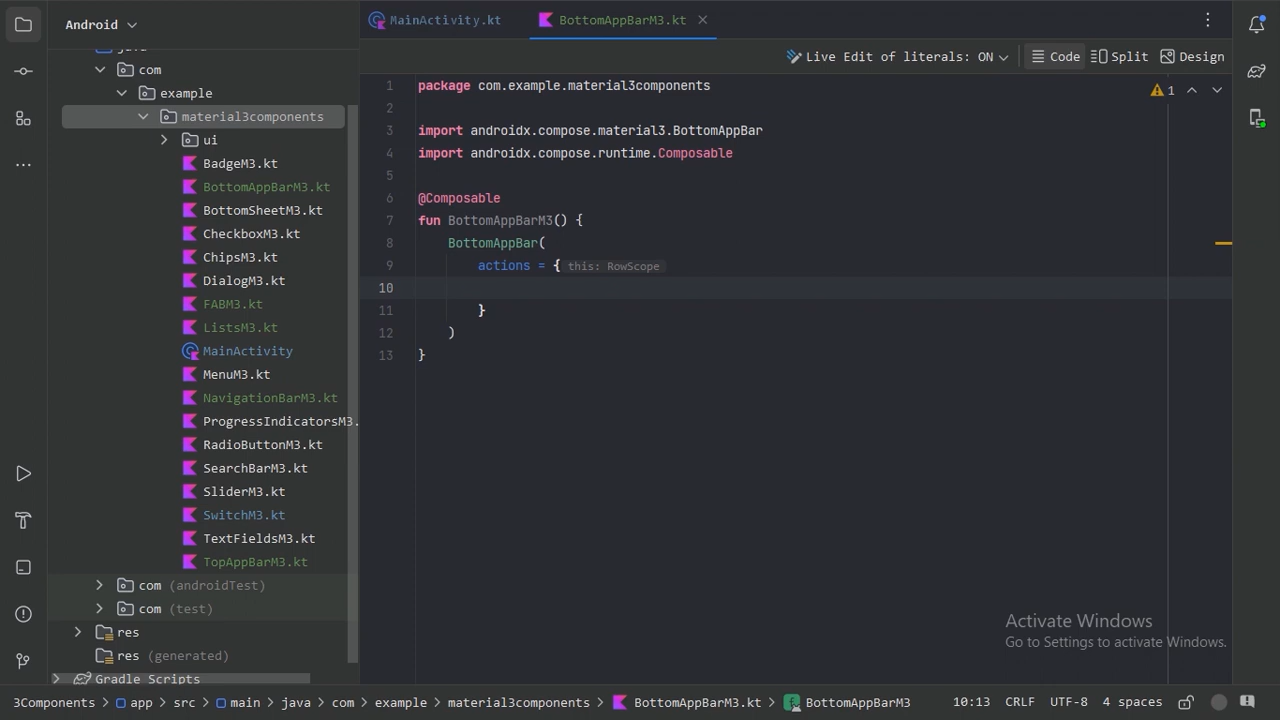 Android
MainActivity.kt
BottomAppBarM3.kt
Live Edit of literals: ON
Code
Split
Design
java
com
example
material3components
ui
BadgeM3.kt
BottomAppBarM3.kt
BottomSheetM3.kt
CheckboxM3.kt
ChipsM3.kt
DialogM3.kt
FABM3.kt
ListsM3.kt
MainActivity
MenuM3.kt
NavigationBarM3.kt
ProgressIndicatorsM3.
RadioButtonM3.kt
SearchBarM3.kt
SliderM3.kt
SwitchM3.kt
TextFieldsM3.kt
TopAppBarM3.kt
com (androidTest)
com (test)
res
res (generated)
Gradle Scripts
1 package com.example.material3components
2
3 import androidx.compose.material3.BottomAppBar
4 import androidx.compose.runtime.Composable
5
6 @Composable
7 fun BottomAppBarM3() {
8 BottomAppBar(
9 actions = { this: RowScope
10
11 }
12 )
13 }
1
Activate Windows
Go to Settings to activate Windows.
3Components > app > src > main > java > com > example > material3components > BottomAppBarM3.kt > BottomAppBarM3
10:13 CRLF UTF-8 4 spaces